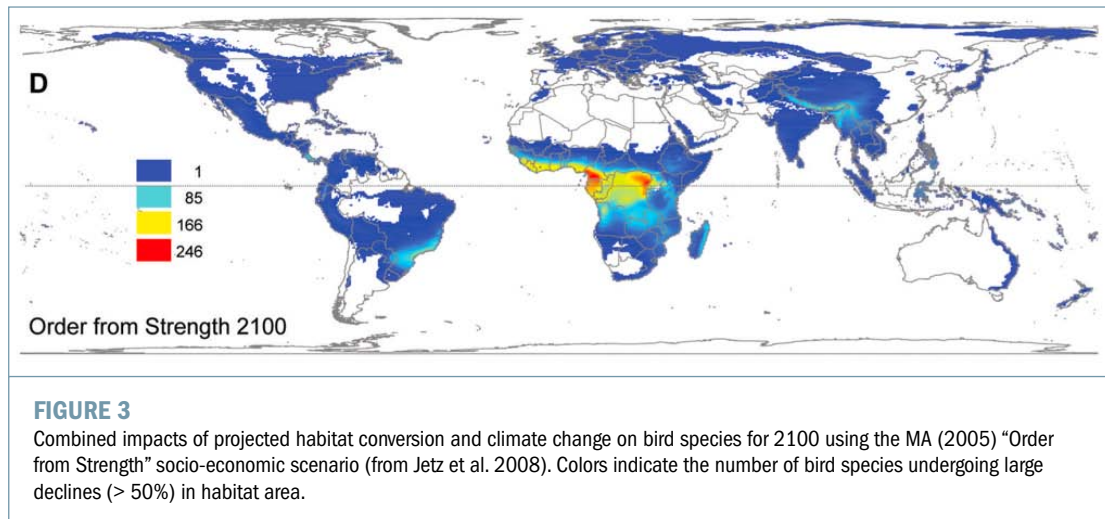 D
1
85
166
246
Order from Strength 2100
FIGURE 3
Combined impacts of projected habitat conversion and climate change on bird species for 2100 using the MA (2005) “Order
from Strength” socio-economic scenario (from Jetz et al. 2008). Colors indicate the number of bird species undergoing large
declines (> 50%) in habitat area.